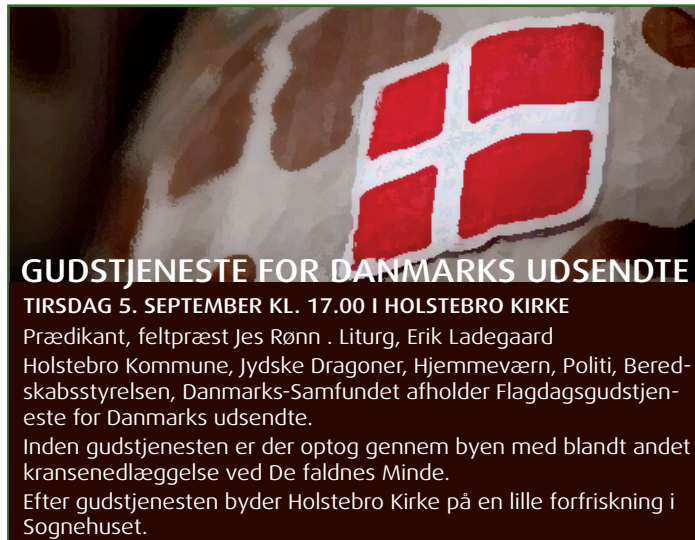 GUDSTJENESTE FOR DANMARKS UDSENDTE
TIRSDAG 5. SEPTEMBER KL. 17.00 I HOLSTEBRO KIRKE
Prædikant, feltpræst Jes Rønn . Liturg, Erik Ladegaard
Holstebro Kommune, Jydske Dragoner, Hjemmeværn, Politi, Bered-
skabsstyrelsen, Danmarks-Samfundet afholder Flagdagsgudstjen-
este for Danmarks udsendte.
Inden gudstjenesten er der optog gennem byen med blandt andet
kransenedlæggelse ved De faldnes Minde.
Efter gudstjenesten byder Holstebro Kirke på en lille forfriskning i
Sognehuset.